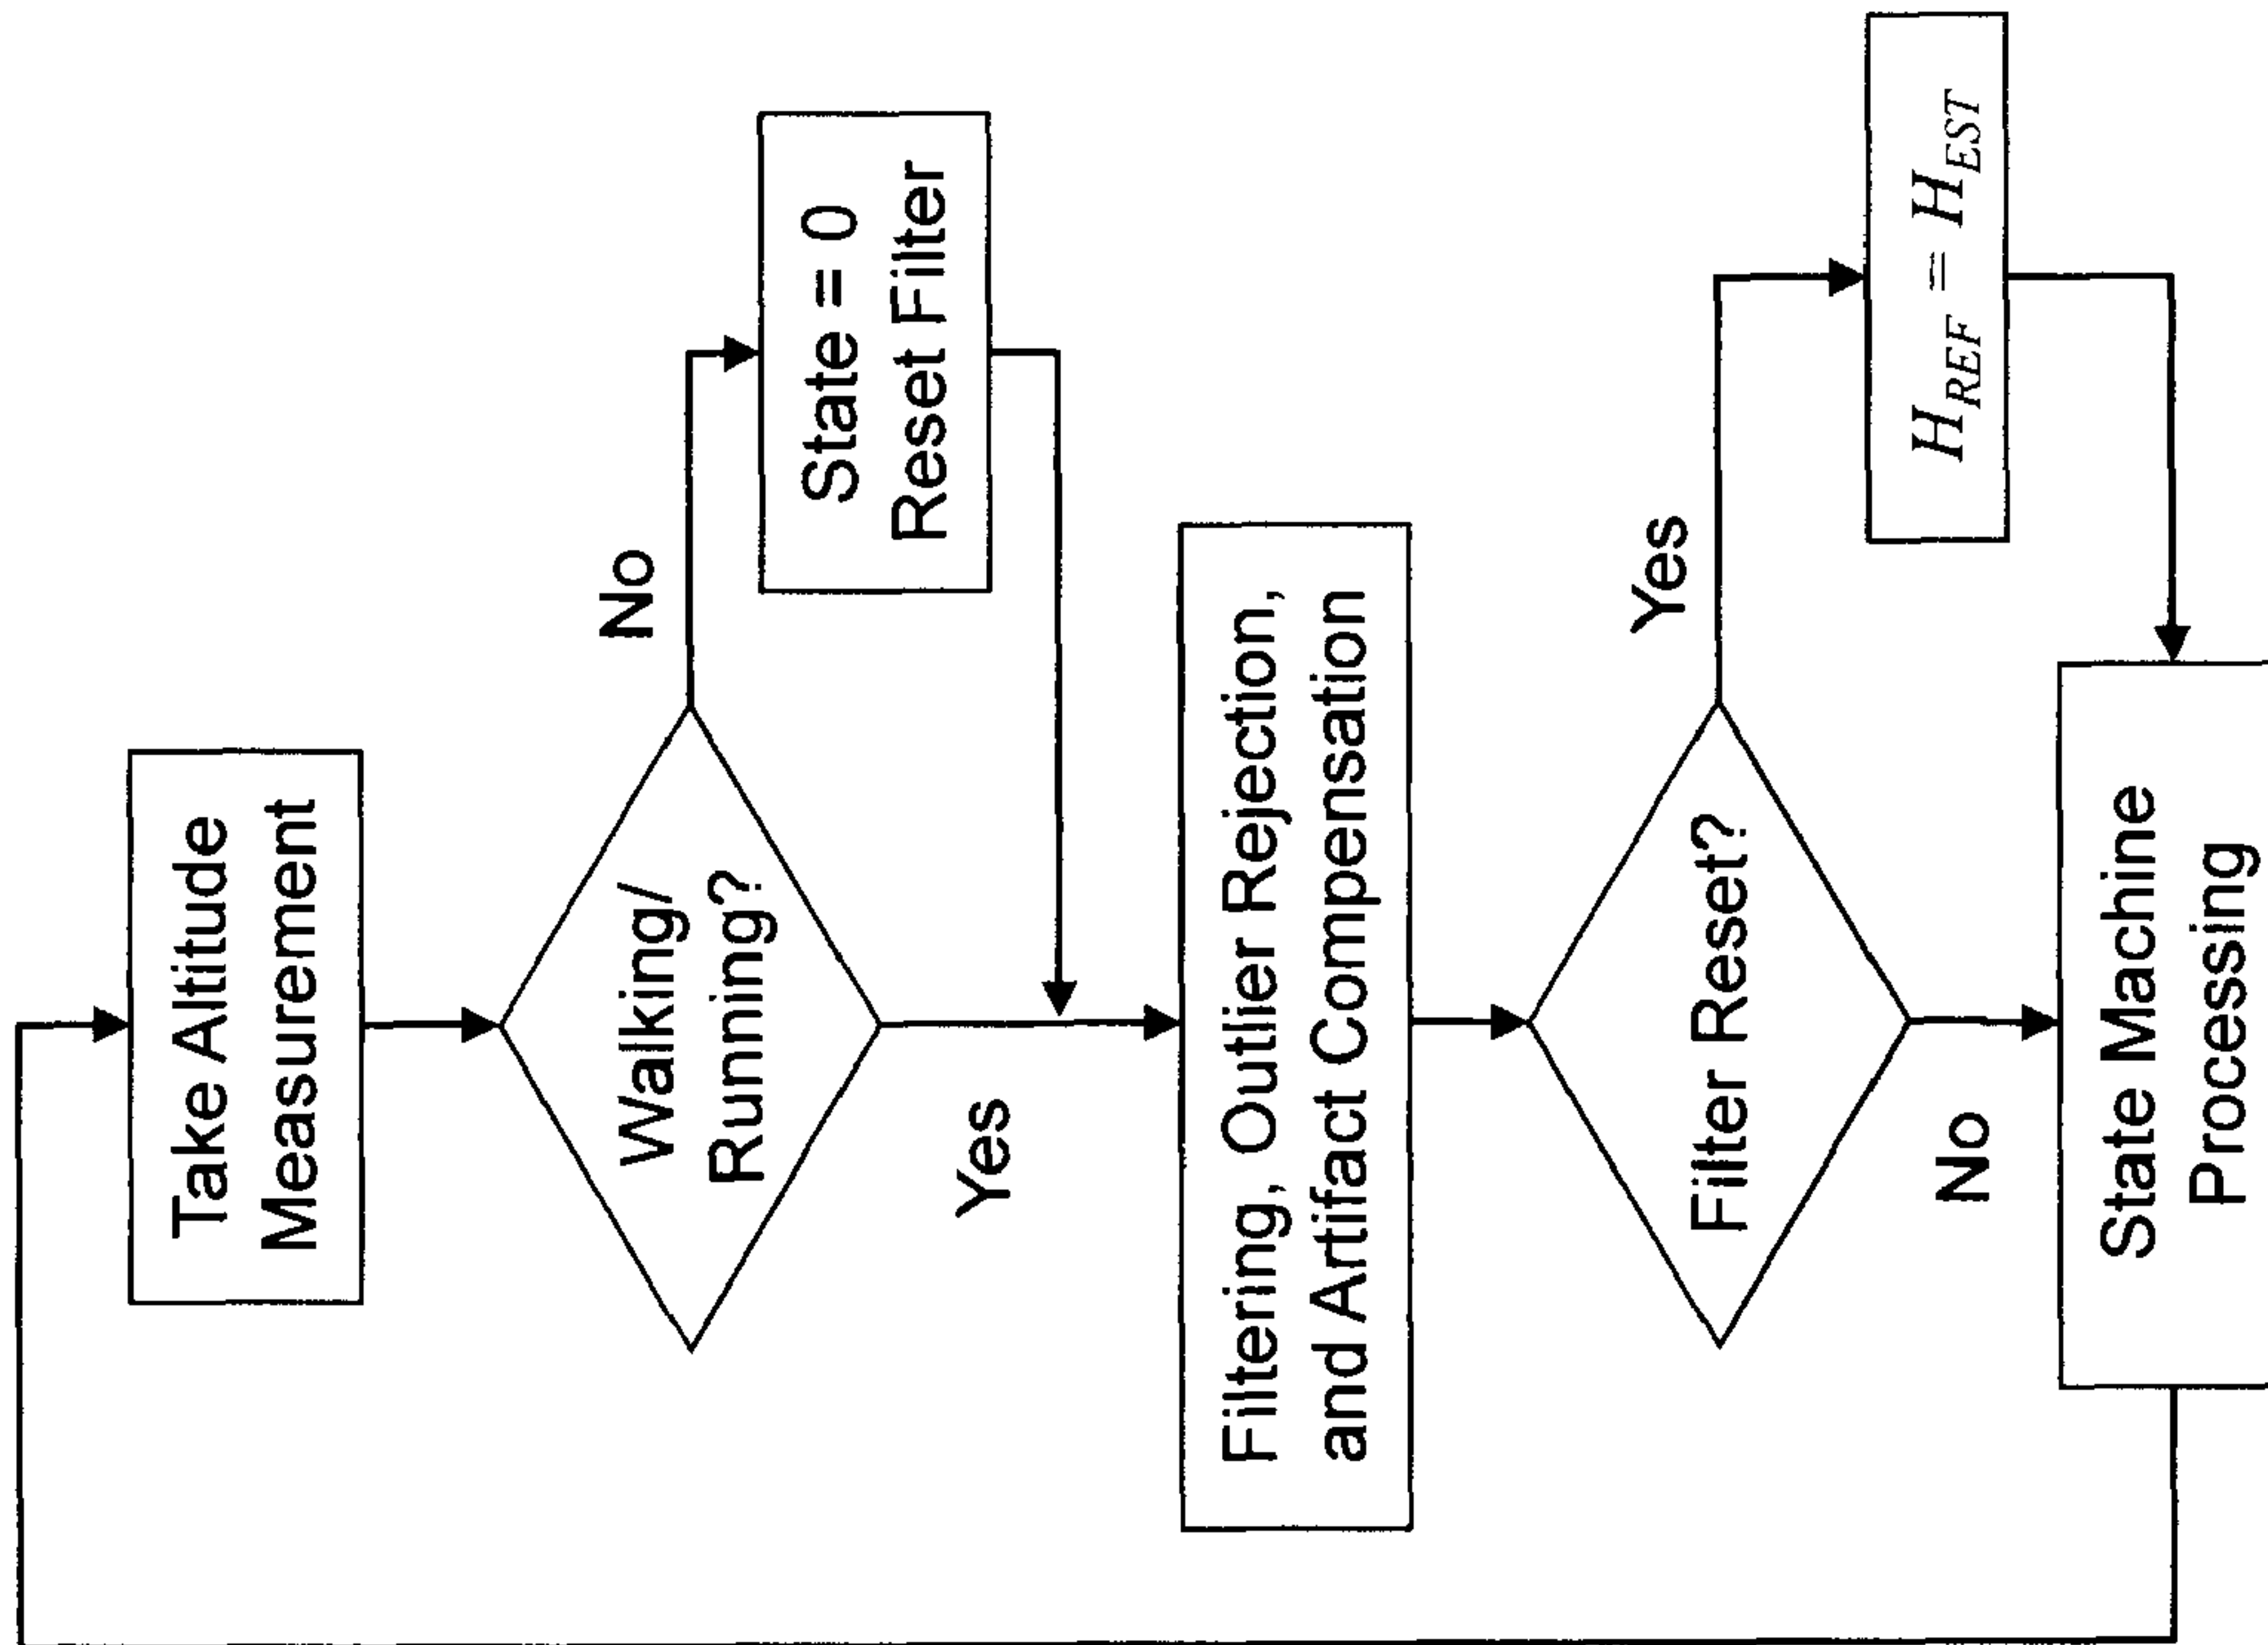 Take Altitude
Measurement
Walking/
Running?
No
State = 0
Reset Filter
Yes
Filtering, Outlier Rejection,
and Artifact Compensation
Filter Reset?
Yes
H_REF = H_EST
No
State Machine
Processing